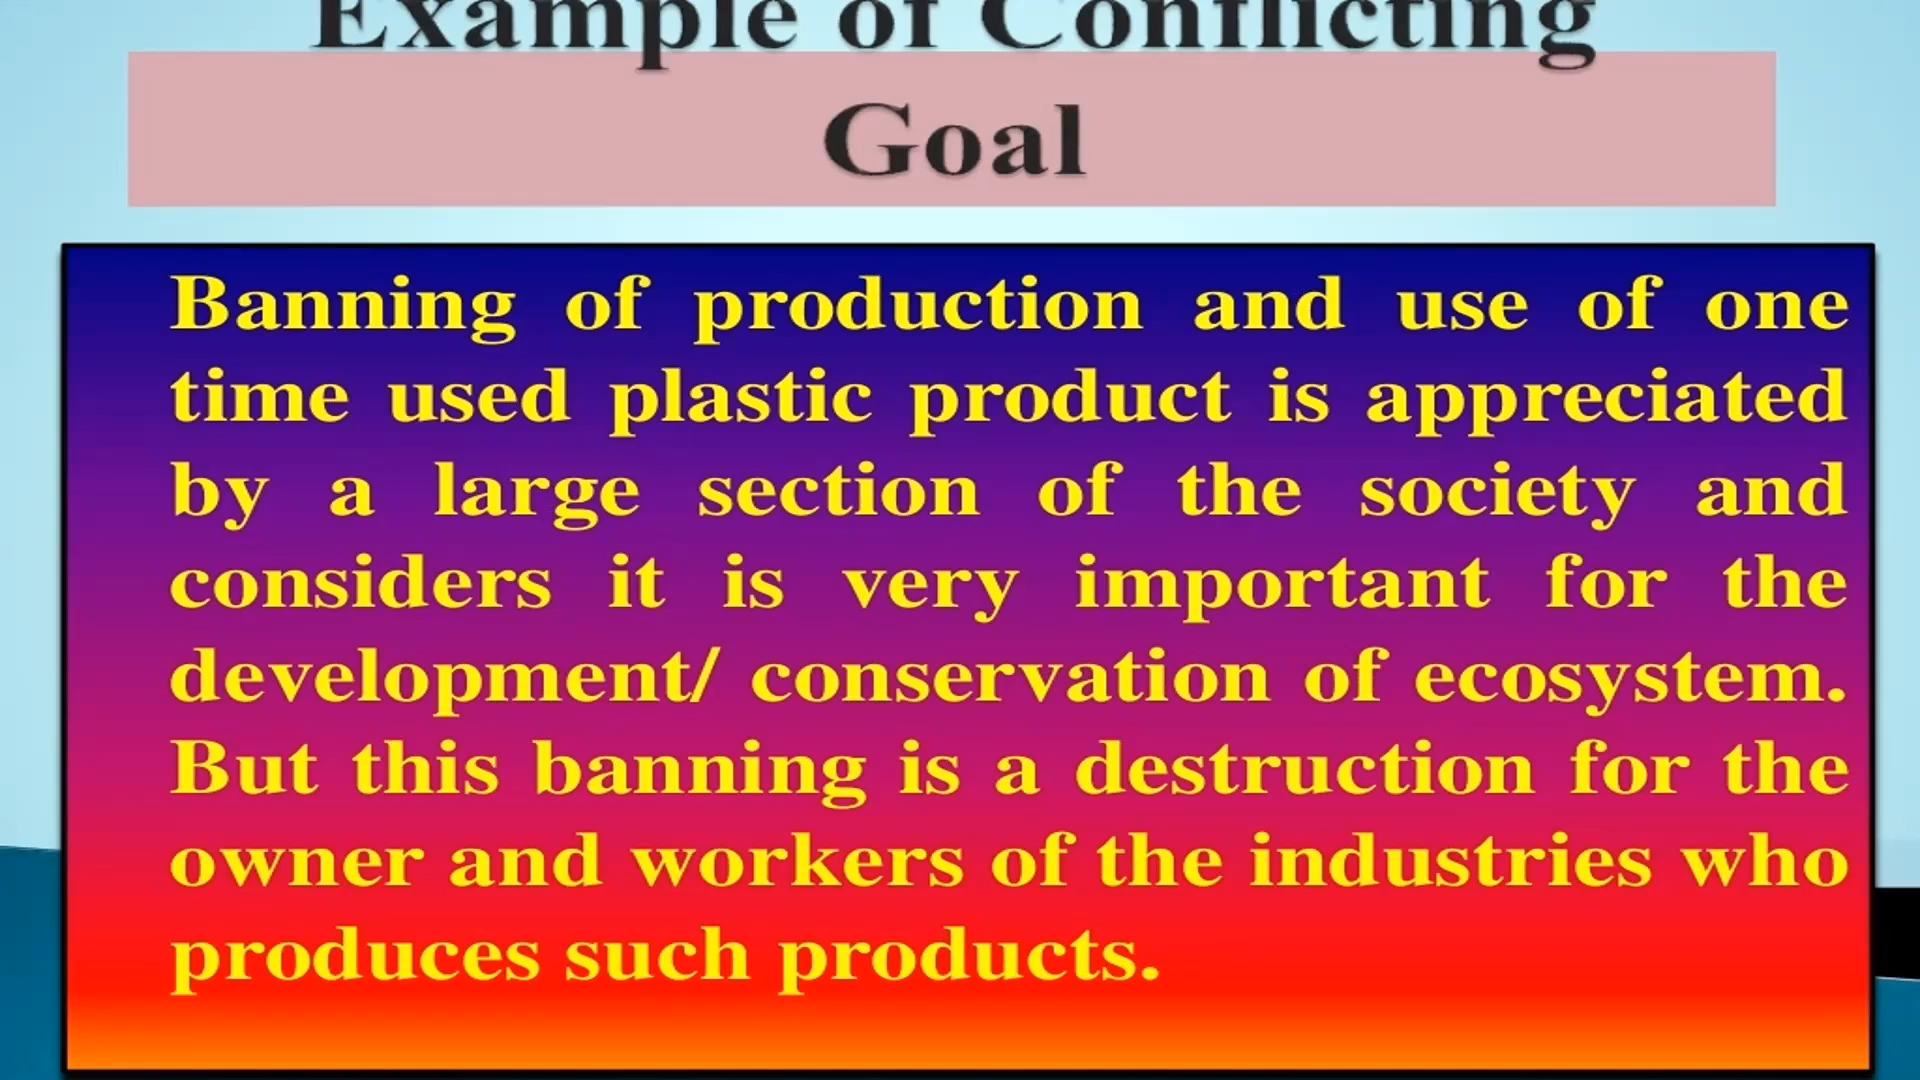 Example of Conflicting
Goal
Banning of production and use of one
time used plastic product is appreciated
by a large section of the society and
considers it is very important for the
development/ conservation of ecosystem.
But this banning is a destruction for the
owner and workers of the industries who
produces such products.